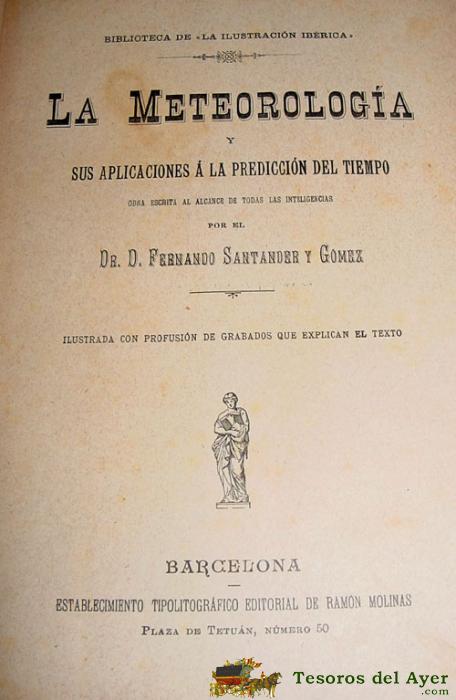 BIBLIOTECA DE «LA ILUSTRACIÓN IBÉRICA»
LA METEOROLOGÍA
Y
SUS APLICACIONES Á LA PREDICCIÓN DEL TIEMPO
OBRA ESCRITA AL ALCANCE DE TODAS LAS INTELIGENCIAS
POR EL
DR. D. FERNANDO SANTANDER Y GÓMEZ
ILUSTRADA CON PROFUSIÓN DE GRABADOS QUE EXPLICAN EL TEXTO
BARCELONA
ESTABLECIMIENTO TIPOLITOGRÁFICO EDITORIAL DE RAMÓN MOLINAS
PLAZA DE TETUÁN, NÚMERO 50
Tesoros del Ayer
.com